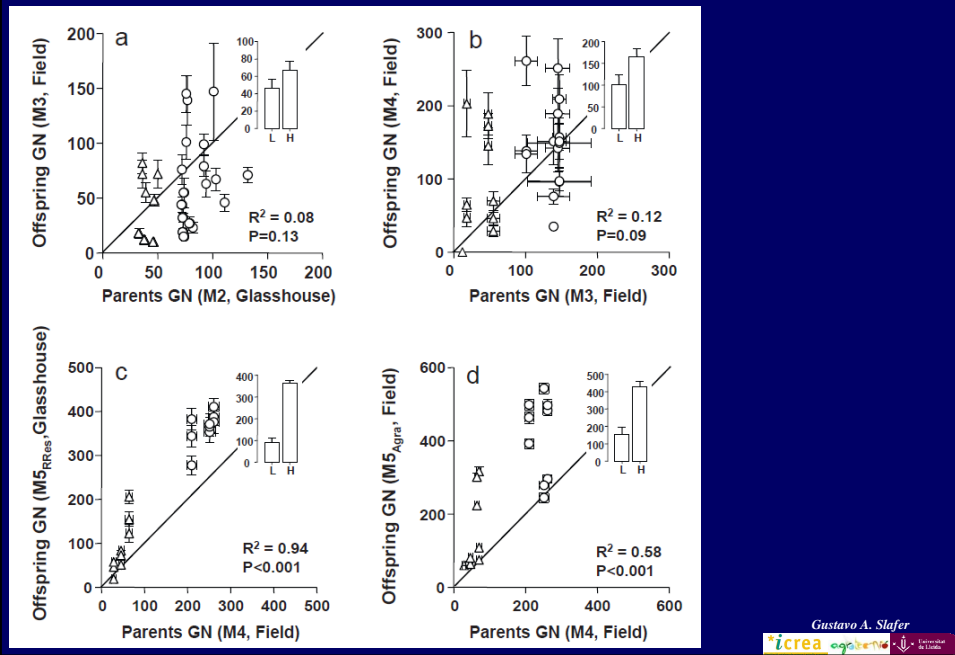 a
Offspring GN (M3, Field)
200
150
100
50
0
0 50 100 150 200
Parents GN (M2, Glasshouse)
100
80
60
40
20
0
L H
R² = 0.08
P=0.13
b
Offspring GN (M4, Field)
300
200
100
0
0 100 200 300
Parents GN (M3, Field)
200
150
100
50
0
L H
R² = 0.12
P=0.09
c
Offspring GN (M5RRes,Glasshouse)
500
400
300
200
100
0
0 100 200 300 400 500
Parents GN (M4, Field)
400
300
200
100
0
L H
R² = 0.94
P<0.001
d
Offspring GN (M5Agra, Field)
600
400
200
0
0 200 400 600
Parents GN (M4, Field)
500
400
300
200
100
0
L H
R² = 0.58
P<0.001
Gustavo A. Slafer
icrea
Universitat
de Lleida